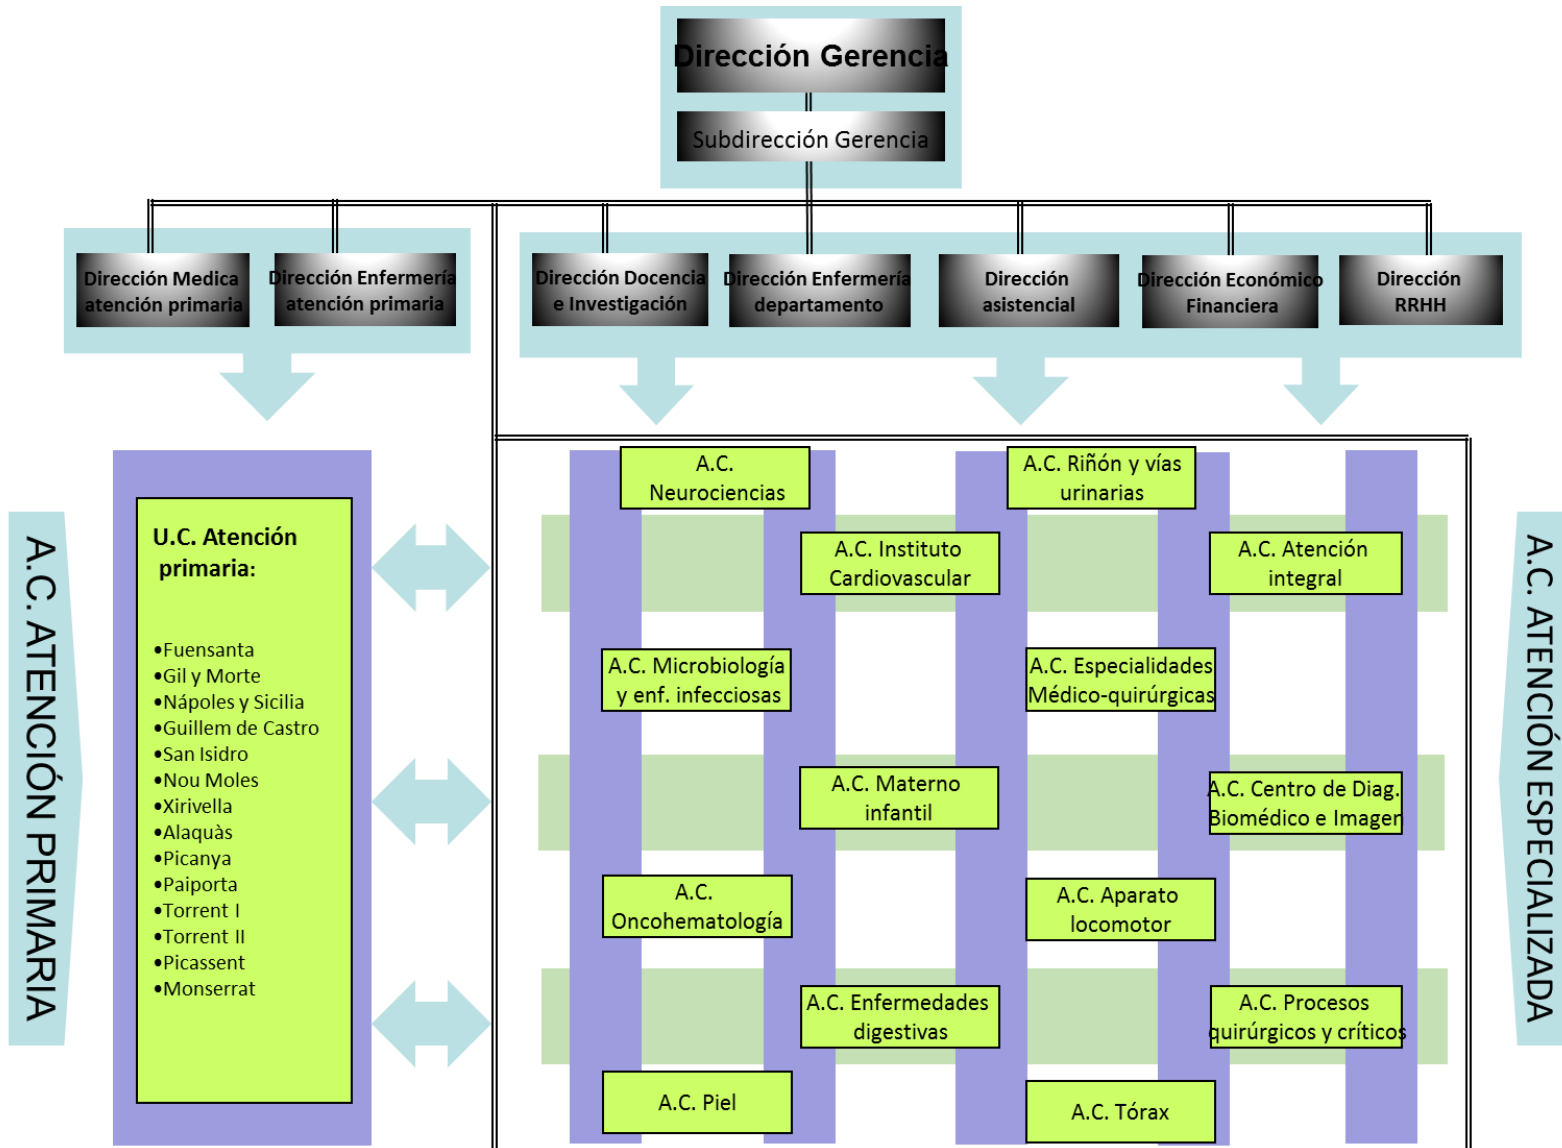 Dirección Gerencia
Subdirección Gerencia
Dirección Medica
atención primaria
Dirección Enfermería
atención primaria
Dirección Docencia
e Investigación
Dirección Enfermería
departamento
Dirección
asistencial
Dirección Económico
Financiera
Dirección
RRHH
A.C. ATENCIÓN PRIMARIA
U.C. Atención
primaria:
•Fuensanta
•Gil y Morte
•Nápoles y Sicilia
•Guillem de Castro
•San Isidro
•Nou Moles
•Xirivella
•Alaquàs
•Picanya
•Paiporta
•Torrent I
•Torrent II
•Picassent
•Monserrat
A.C.
Neurociencias
A.C. Riñón y vías
urinarias
A.C. Instituto
Cardiovascular
A.C. Atención
integral
A.C. Microbiología
y enf. infecciosas
A.C. Especialidades
Médico-quirúrgicas
A.C. Materno
infantil
A.C. Centro de Diag.
Biomédico e Imagen
A.C.
Oncohematología
A.C. Aparato
locomotor
A.C. Enfermedades
digestivas
A.C. Procesos
quirúrgicos y críticos
A.C. Piel
A.C. Tórax
A.C. ATENCIÓN ESPECIALIZADA